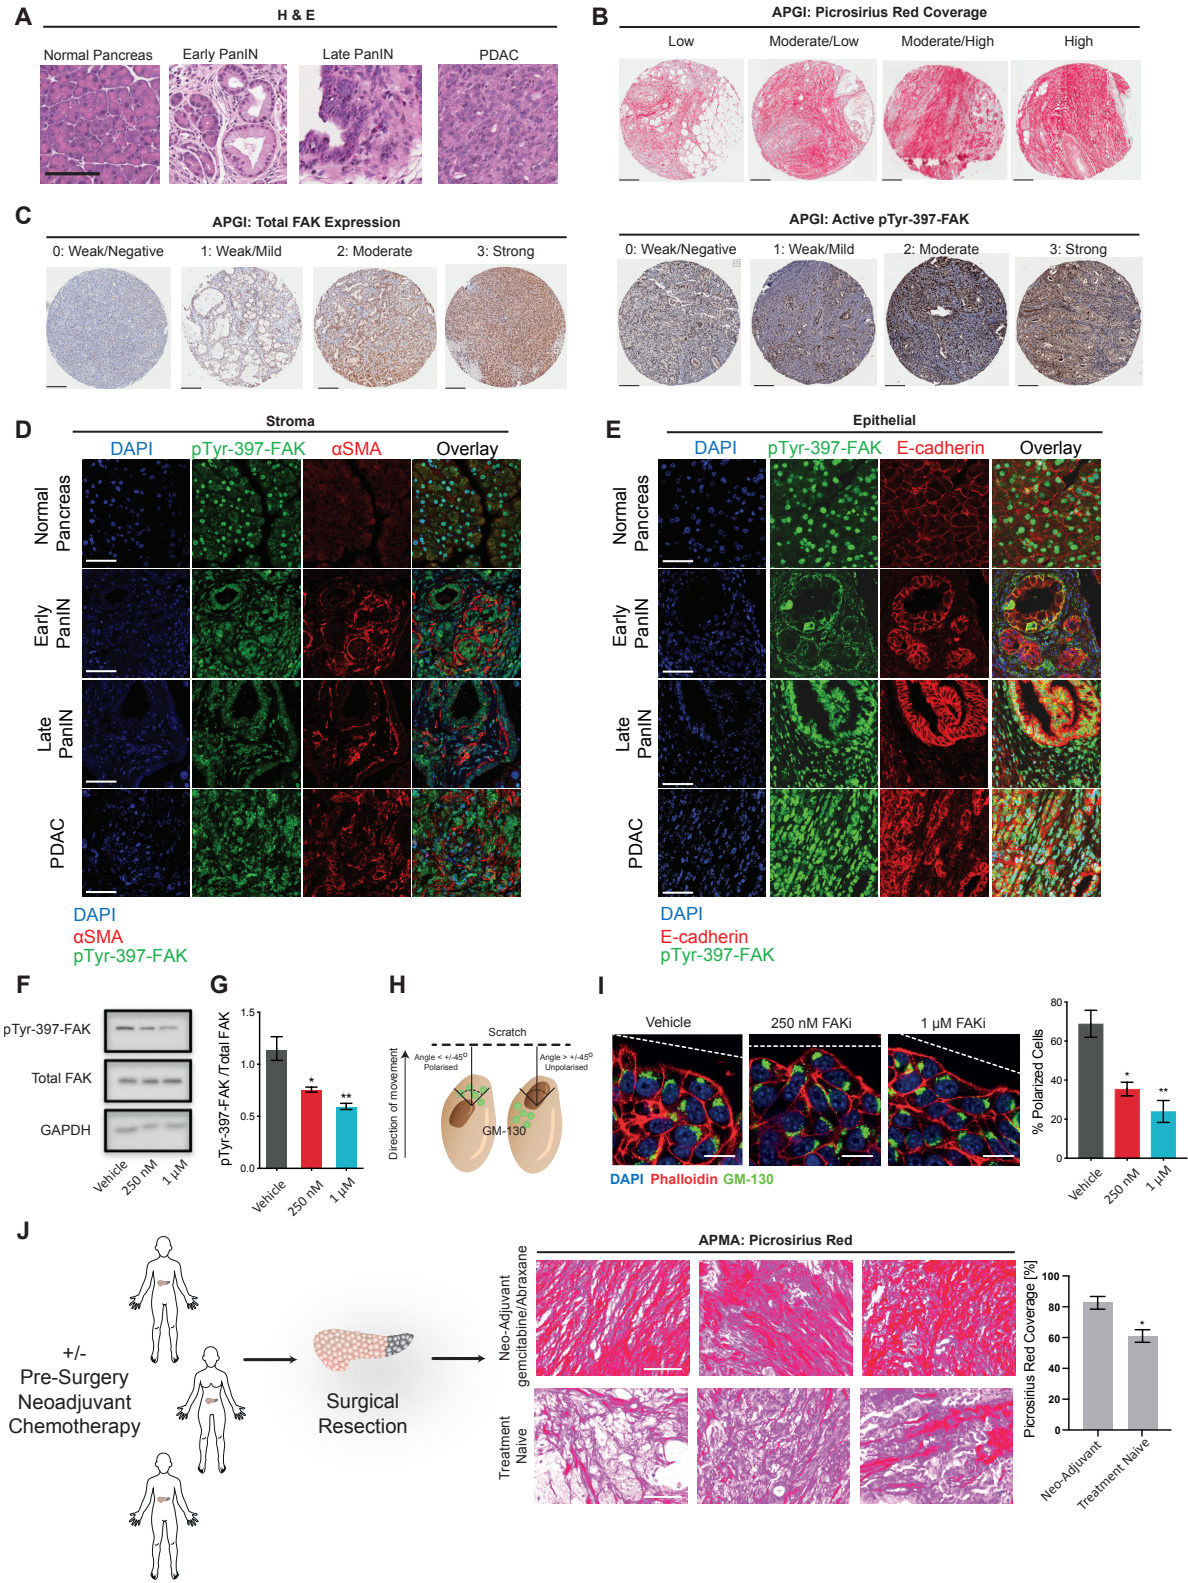 A
H & E
Normal Pancreas
Early PanIN
Late PanIN
PDAC
B
APGI: Picrosirius Red Coverage
Low
Moderate/Low
Moderate/High
High
C
APGI: Total FAK Expression
0: Weak/Negative
1: Weak/Mild
2: Moderate
3: Strong
APGI: Active pTyr-397-FAK
0: Weak/Negative
1: Weak/Mild
2: Moderate
3: Strong
D
Stroma
DAPI
pTyr-397-FAK
αSMA
Overlay
Normal
Pancreas
Early
PanIN
Late
PanIN
PDAC
DAPI
αSMA
pTyr-397-FAK
E
Epithelial
DAPI
pTyr-397-FAK
E-cadherin
Overlay
Normal
Pancreas
Early
PanIN
Late
PanIN
PDAC
DAPI
E-cadherin
pTyr-397-FAK
F
pTyr-397-FAK
Total FAK
GAPDH
Vehicle
250 nM
1 µM
G
pTyr-397-FAK /Total FAK
1.5
1.0
0.5
0.0
*
**
Vehicle
250 nM
1 µM
H
Scratch
Direction of movement
Angle < +/-45°
Polarised
Angle > +/-45°
Unpolarised
GM-130
I
Vehicle
250 nM FAKi
1 µM FAKi
DAPI Phalloidin GM-130
% Polarized Cells
80
60
40
20
0
*
**
Vehicle
250 nM
1 µM
J
+/-
Pre-Surgery
Neoadjuvant
Chemotherapy
Surgical
Resection
APMA: Picrosirius Red
Neo-Adjuvant
gemcitabine/Abraxane
Treatment
Naive
Picrosirius Red Coverage [%]
100
80
60
40
20
0
*
Neo-Adjuvant
Treatment Naive